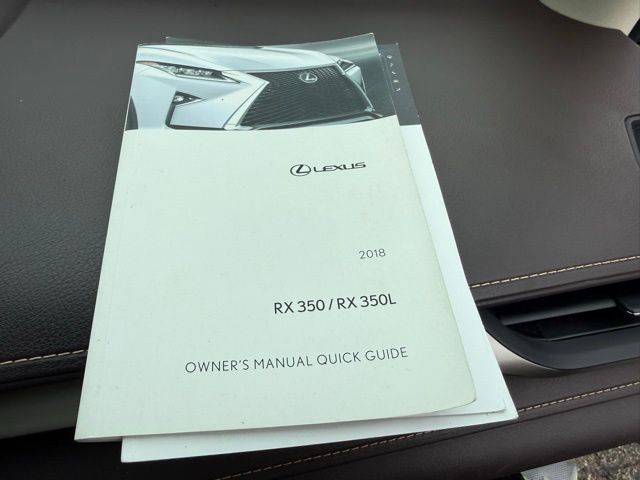 LEXUS
2018
RX 350 / RX 350L
OWNER'S MANUAL QUICK GUIDE